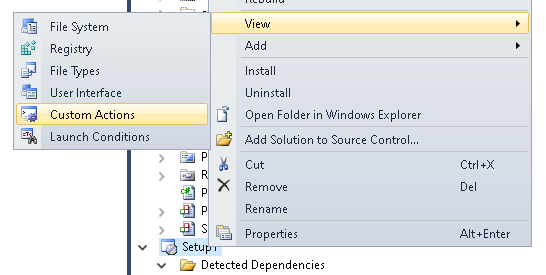 Rebuild
View
Add
Install
Uninstall
Open Folder in Windows Explorer
Add Solution to Source Control...
Cut Ctrl+X
Remove Del
Rename
Properties Alt+Enter
File System
Registry
File Types
User Interface
Custom Actions
Launch Conditions
P
R
P
P
S
Setup1
Detected Dependencies